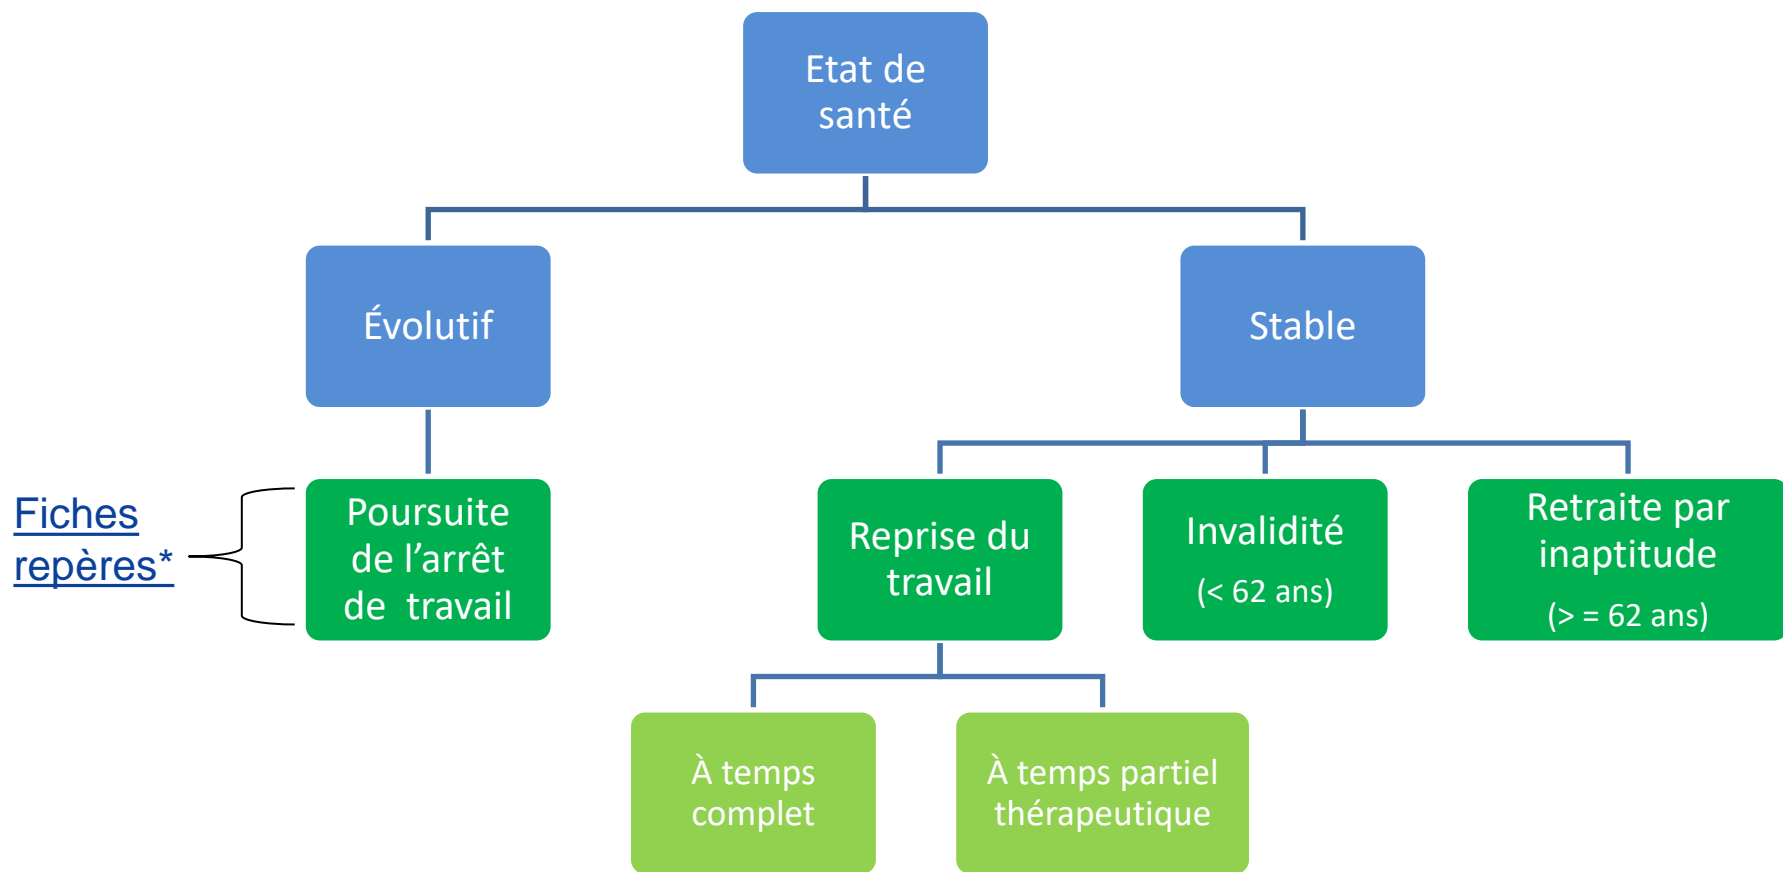 Etat de
santé
Évolutif
Stable
Fiches
repères*
Poursuite
de l’arrêt
de travail
Reprise du
travail
Invalidité
(< 62 ans)
Retraite par
inaptitude
(> = 62 ans)
À temps
complet
À temps partiel
thérapeutique